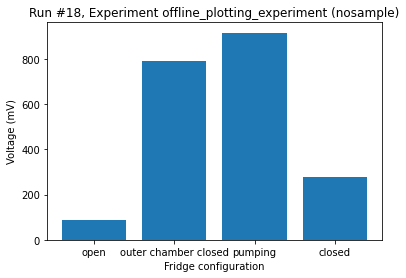 Run #18, Experiment offline_plotting_experiment (nosample)
800
600
400
200
0
Voltage (mV)
open outer chamber closed pumping closed
Fridge configuration